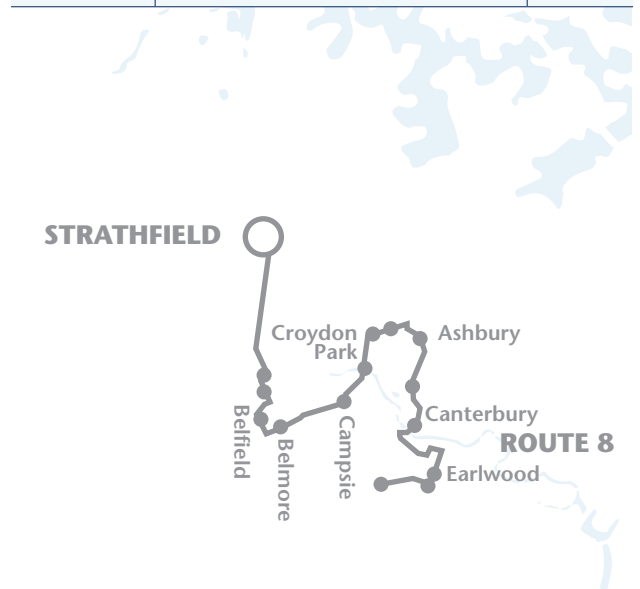 STRATHFIELD
Croydon
Park
Ashbury
Belfield
Belmore
Campsie
Canterbury
ROUTE 8
Earlwood